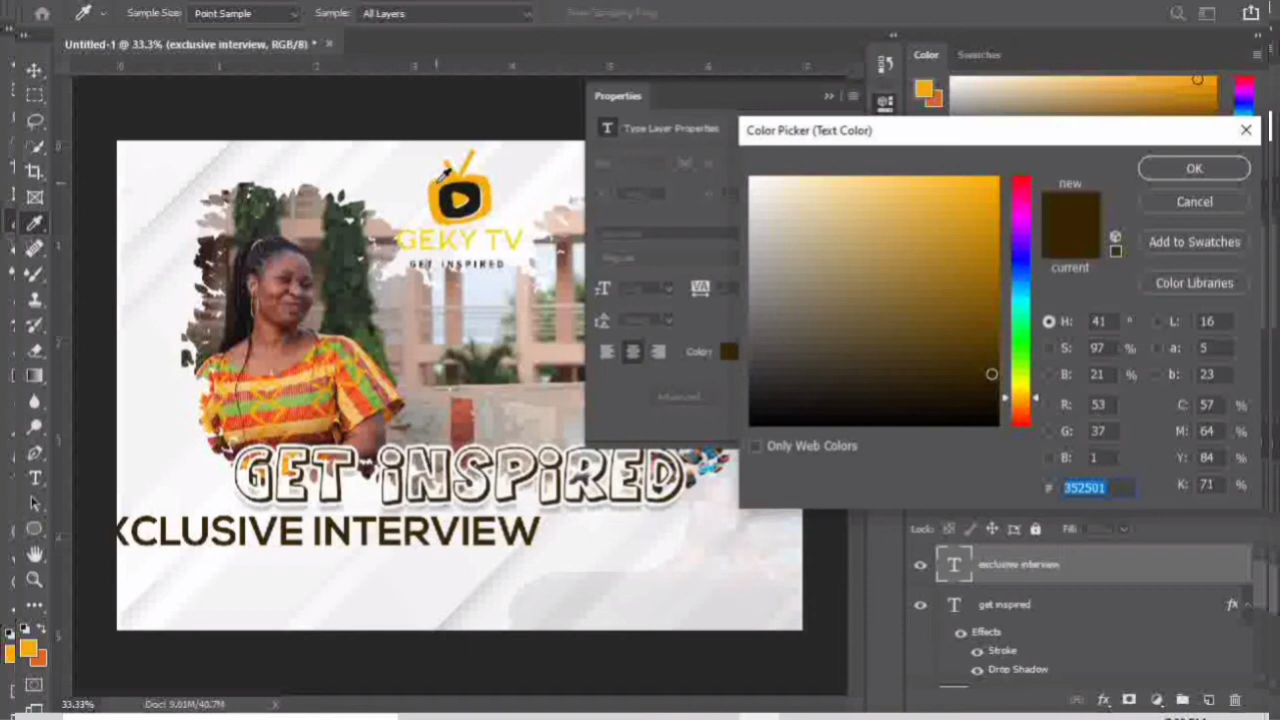 Sample Size: Point Sample Sample: All Layers
Untitled-1 @ 33.3% (exclusive interview, RGB/8) * ×
Color Swatches
Properties
T Type Layer Properties
Color Picker (Text Color)
new
OK
Cancel
current
Add to Swatches
Color Libraries
H: 41 °
L: 16
S: 97 %
a: 5
B: 21 %
b: 23
R: 53
C: 57 %
G: 37
M: 64 %
B: 1
Y: 84 %
# 352501
K: 71 %
Only Web Colors
Color:
Advanced...
GEKY TV
GET INSPIRED
GET INSPIRED
XCLUSIVE INTERVIEW
Lock: Fill:
T exclusive interview
T get inspired fx
Effects
Stroke
Drop Shadow
33.33% Doc: 9.01M/40.7M